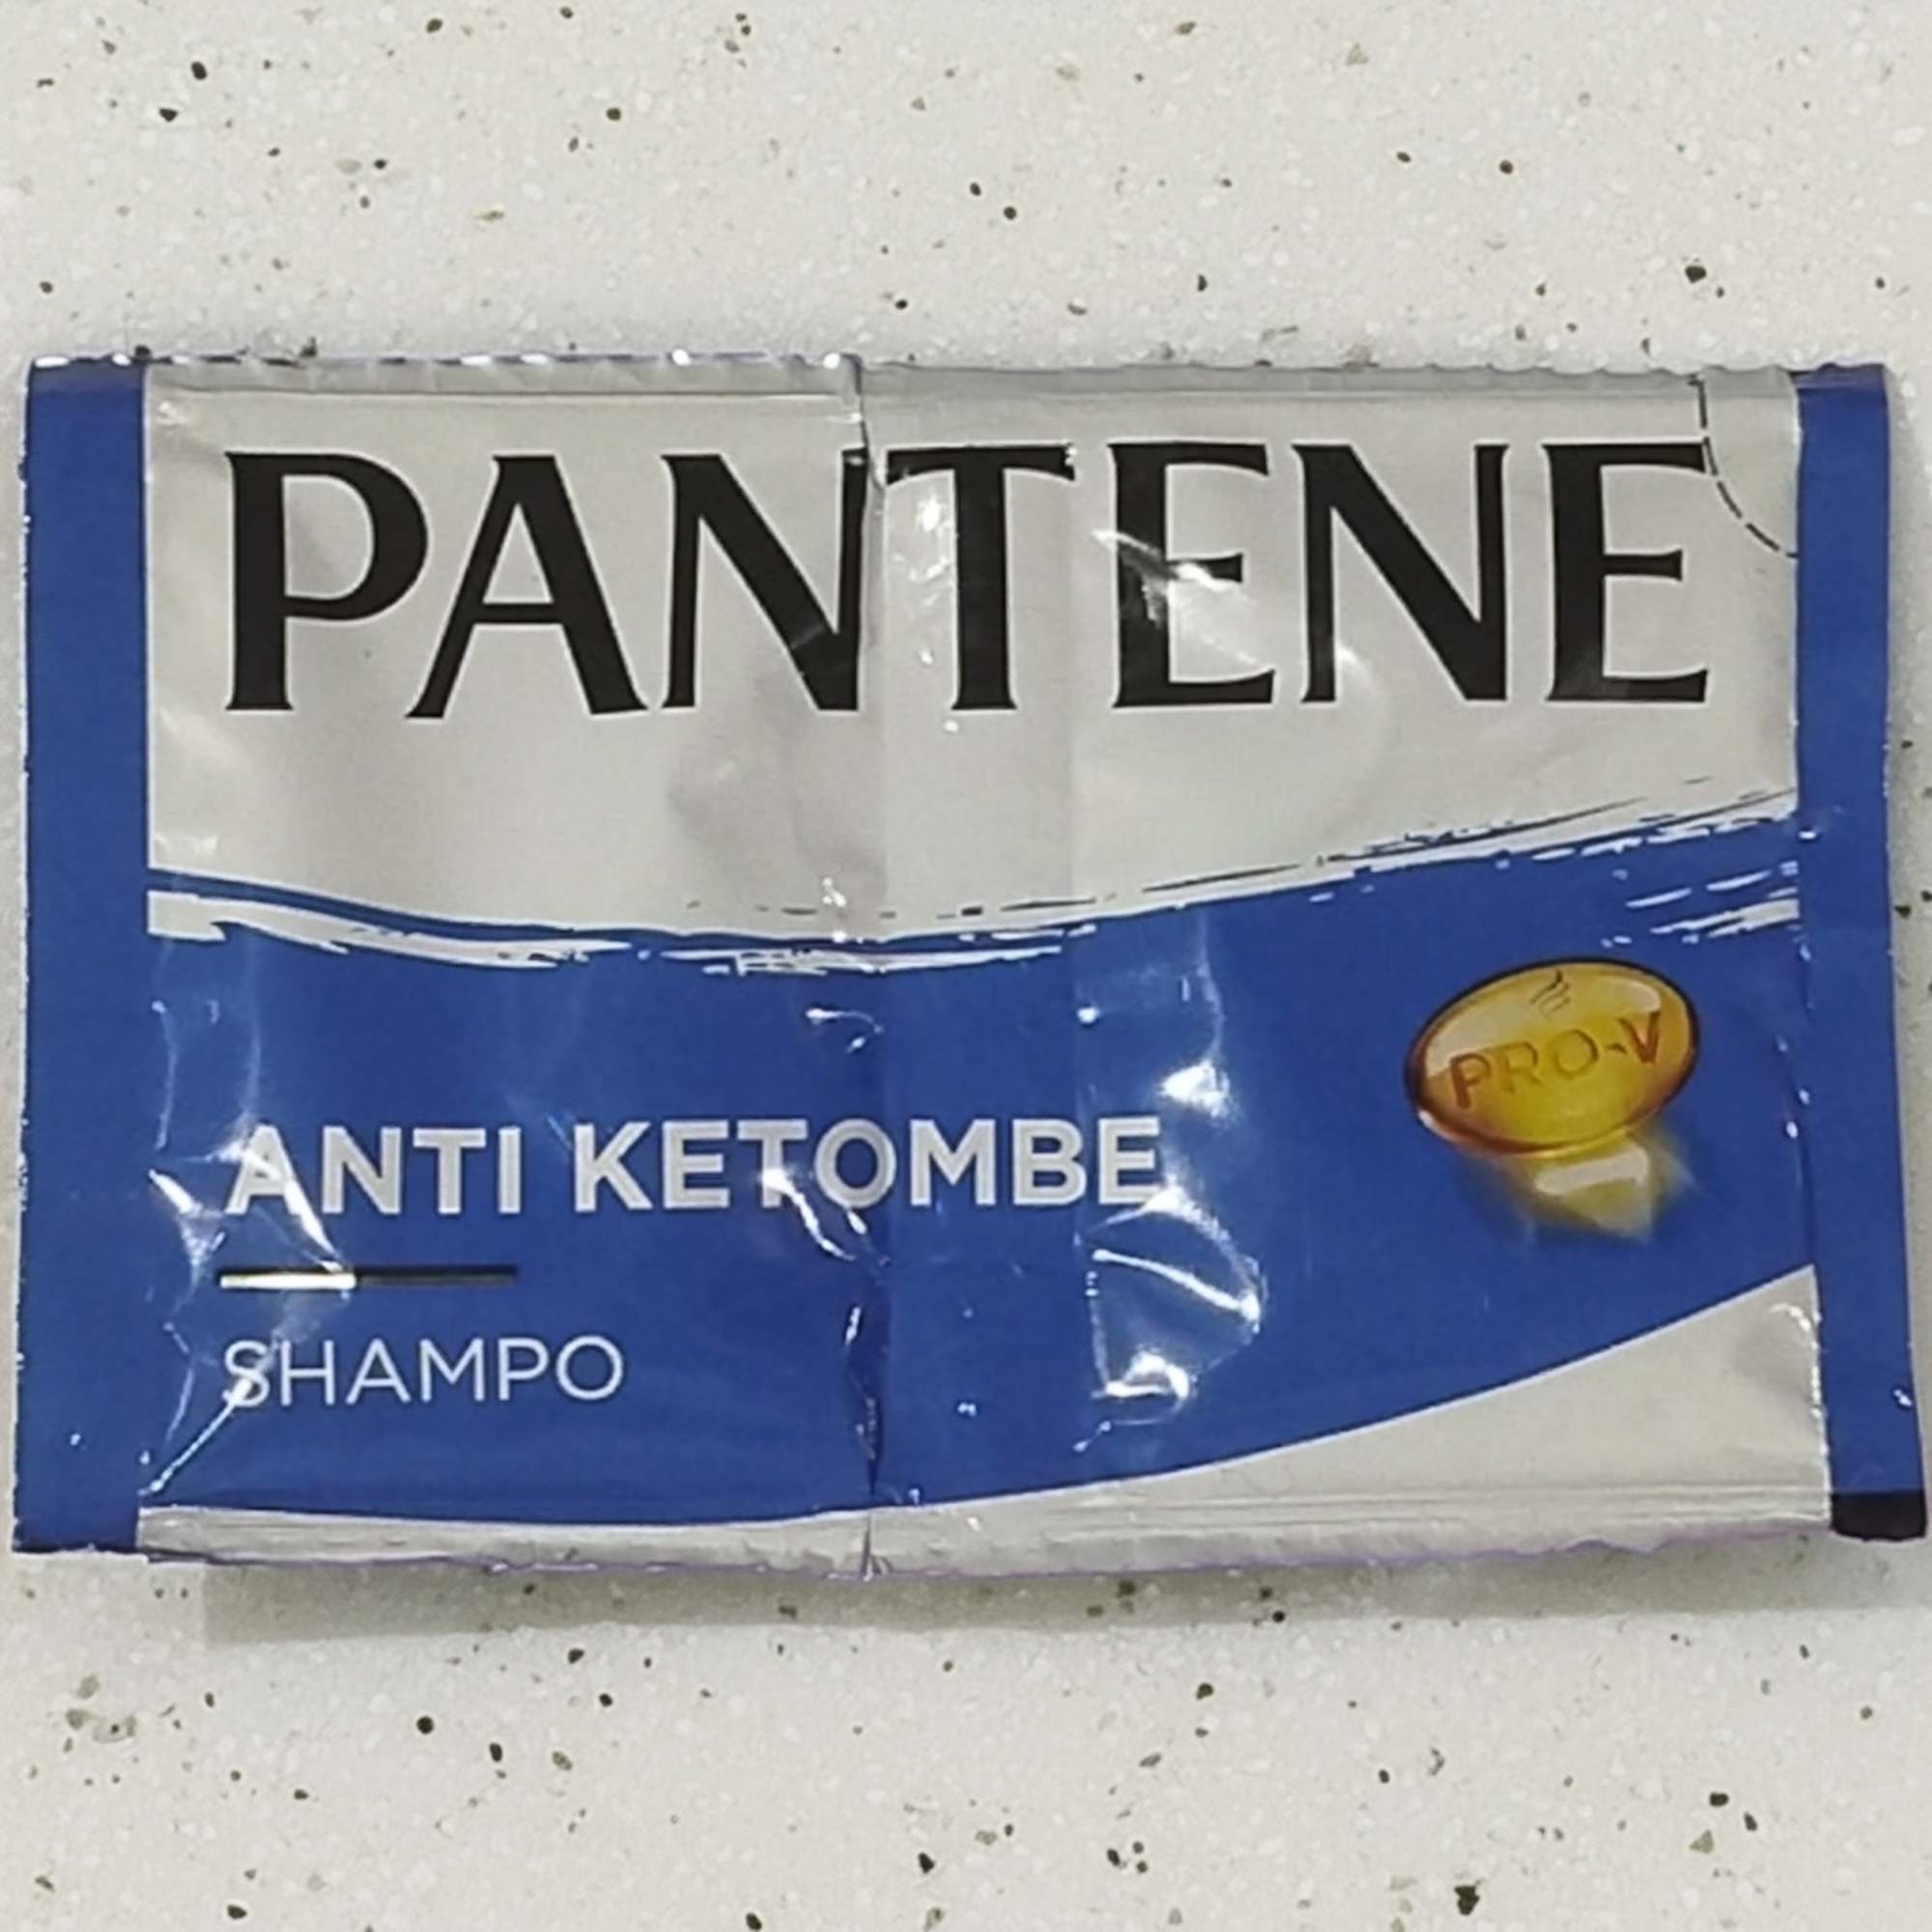 PANTENE
PRO-V
ANTI KETOMBE
SHAMPO